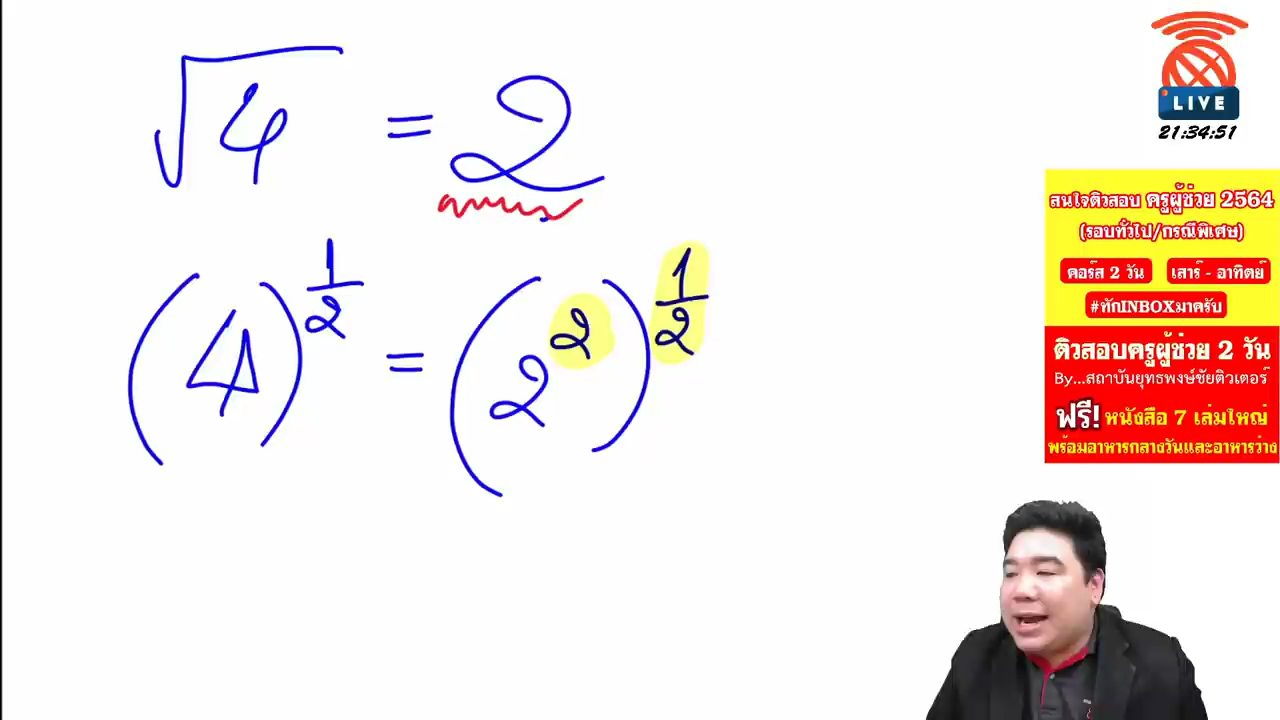 √4 = 2
(4)^(1/2) = (2^2)^(1/2)
LIVE
21:34:51
สนใจติวสอบ ครูผู้ช่วย 2564
(รอบทั่วไป/กรณีพิเศษ)
คอร์ส 2 วัน เสาร์ - อาทิตย์
#ทักINBOXมาครับ
ติวสอบครูผู้ช่วย 2 วัน
By...สถาบันยุทธพงษ์ชัยติวเตอร์
ฟรี! หนังสือ 7 เล่มใหญ่
พร้อมอาหารกลางวันและอาหารว่าง